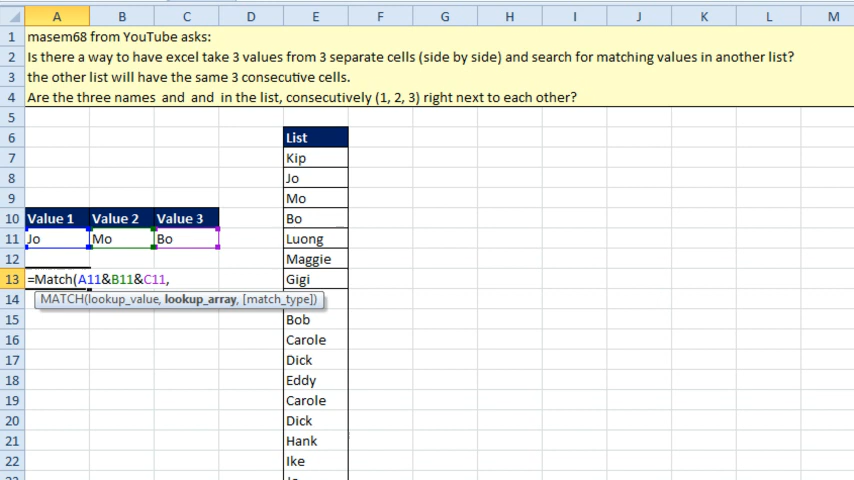 A B C D E F G H I J K L M
1 masem68 from YouTube asks:
2 Is there a way to have excel take 3 values from 3 separate cells (side by side) and search for matching values in another list?
3 the other list will have the same 3 consecutive cells.
4 Are the three names and and in the list, consecutively (1, 2, 3) right next to each other?
5
6 List
7 Kip
8 Jo
9 Mo
10 Value 1 Value 2 Value 3 Bo
11 Jo Mo Bo Luong
12 Maggie
13 =Match(A11&B11&C11, Gigi
14 MATCH(lookup_value, lookup_array, [match_type])
15 Bob
16 Carole
17 Dick
18 Eddy
19 Carole
20 Dick
21 Hank
22 Ike